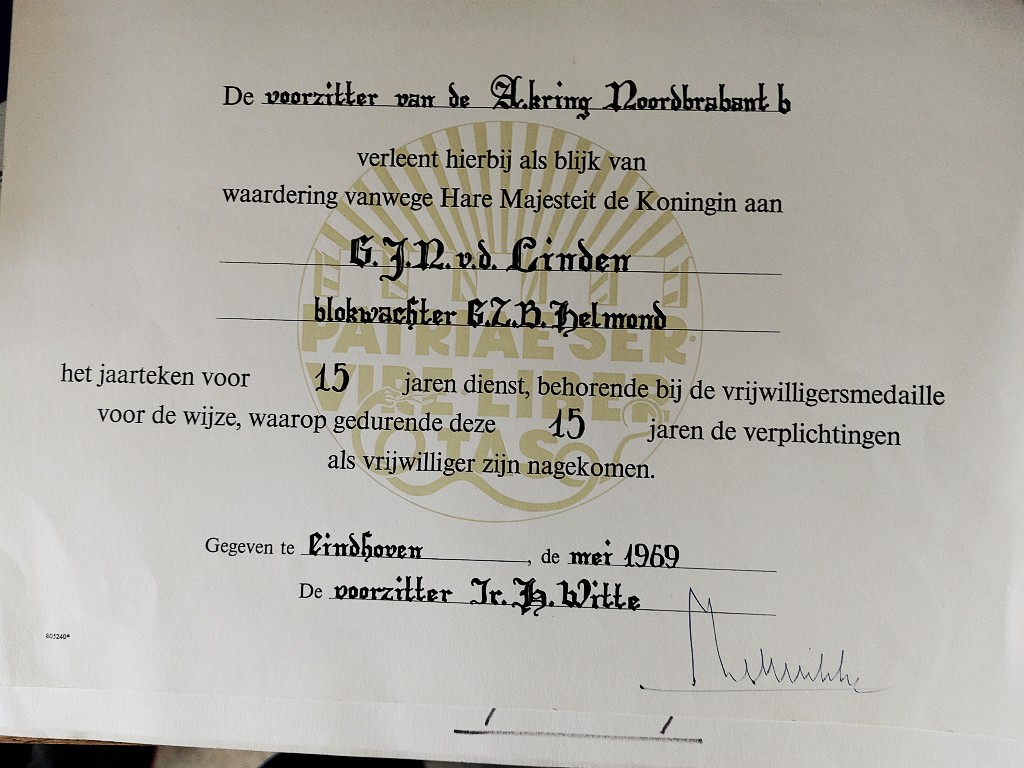 De voorzitter van de A.kring Noordbrabant b
verleent hierbij als blijk van
waardering vanwege Hare Majesteit de Koningin aan
G.J.N. v.d. Linden
blokwachter G.Z.B. Helmond
PATRIAE SER-
VIRE LIBER
TAS
het jaarteken voor 15 jaren dienst, behorende bij de vrijwilligersmedaille
voor de wijze, waarop gedurende deze 15 jaren de verplichtingen
als vrijwilliger zijn nagekomen.
Gegeven te Eindhoven, de mei 1969
De voorzitter Ir. H. Witte
805240*